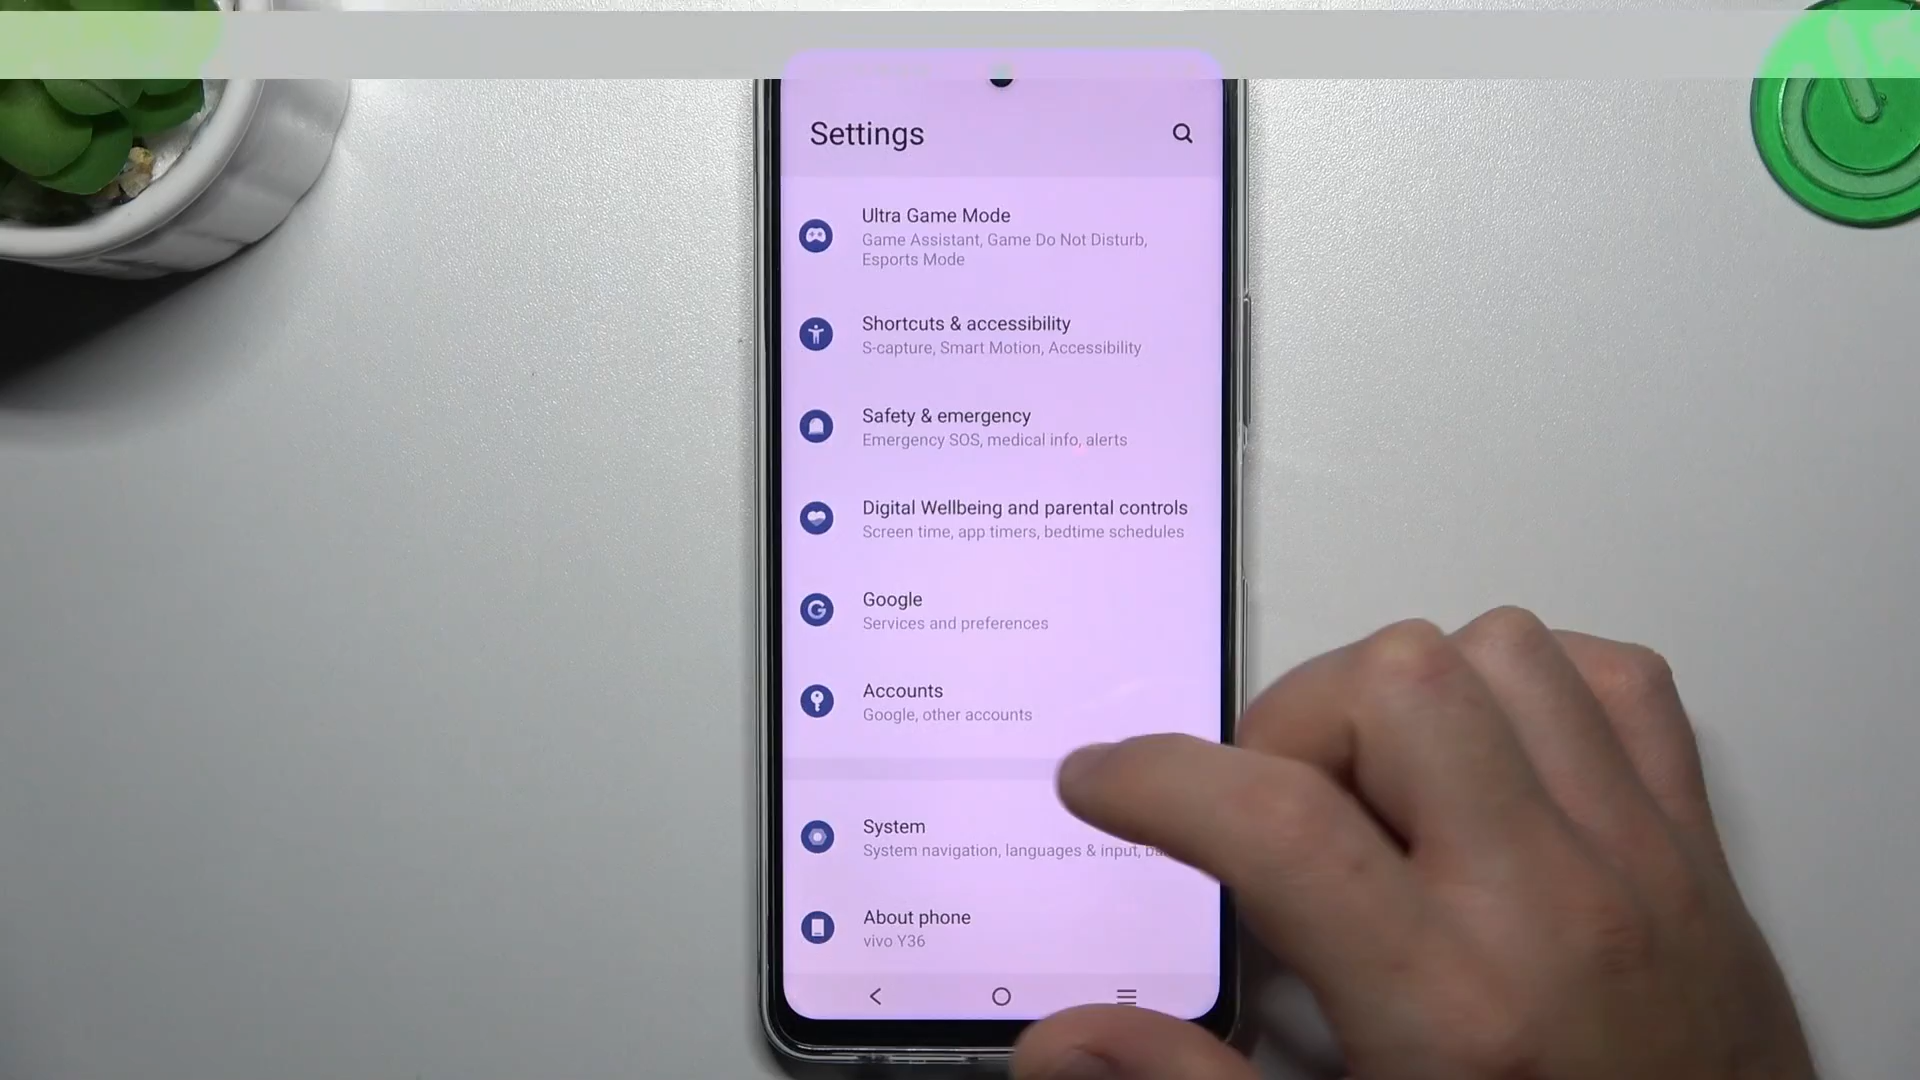 Settings
Ultra Game Mode
Game Assistant, Game Do Not Disturb,
Esports Mode
Shortcuts & accessibility
S-capture, Smart Motion, Accessibility
Safety & emergency
Emergency SOS, medical info, alerts
Digital Wellbeing and parental controls
Screen time, app timers, bedtime schedules
Google
Services and preferences
Accounts
Google, other accounts
System
System navigation, languages & input,
About phone
vivo Y36